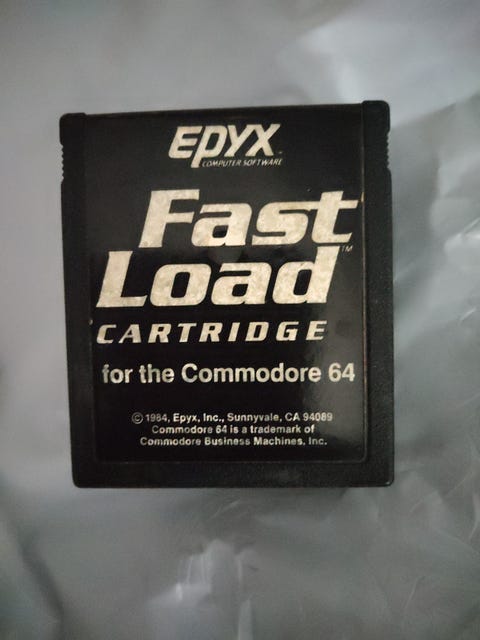 EPYX
COMPUTER SOFTWARE
Fast
Load™
CARTRIDGE
for the Commodore 64
© 1984, Epyx, Inc., Sunnyvale, CA 94089
Commodore 64 is a trademark of
Commodore Business Machines, Inc.